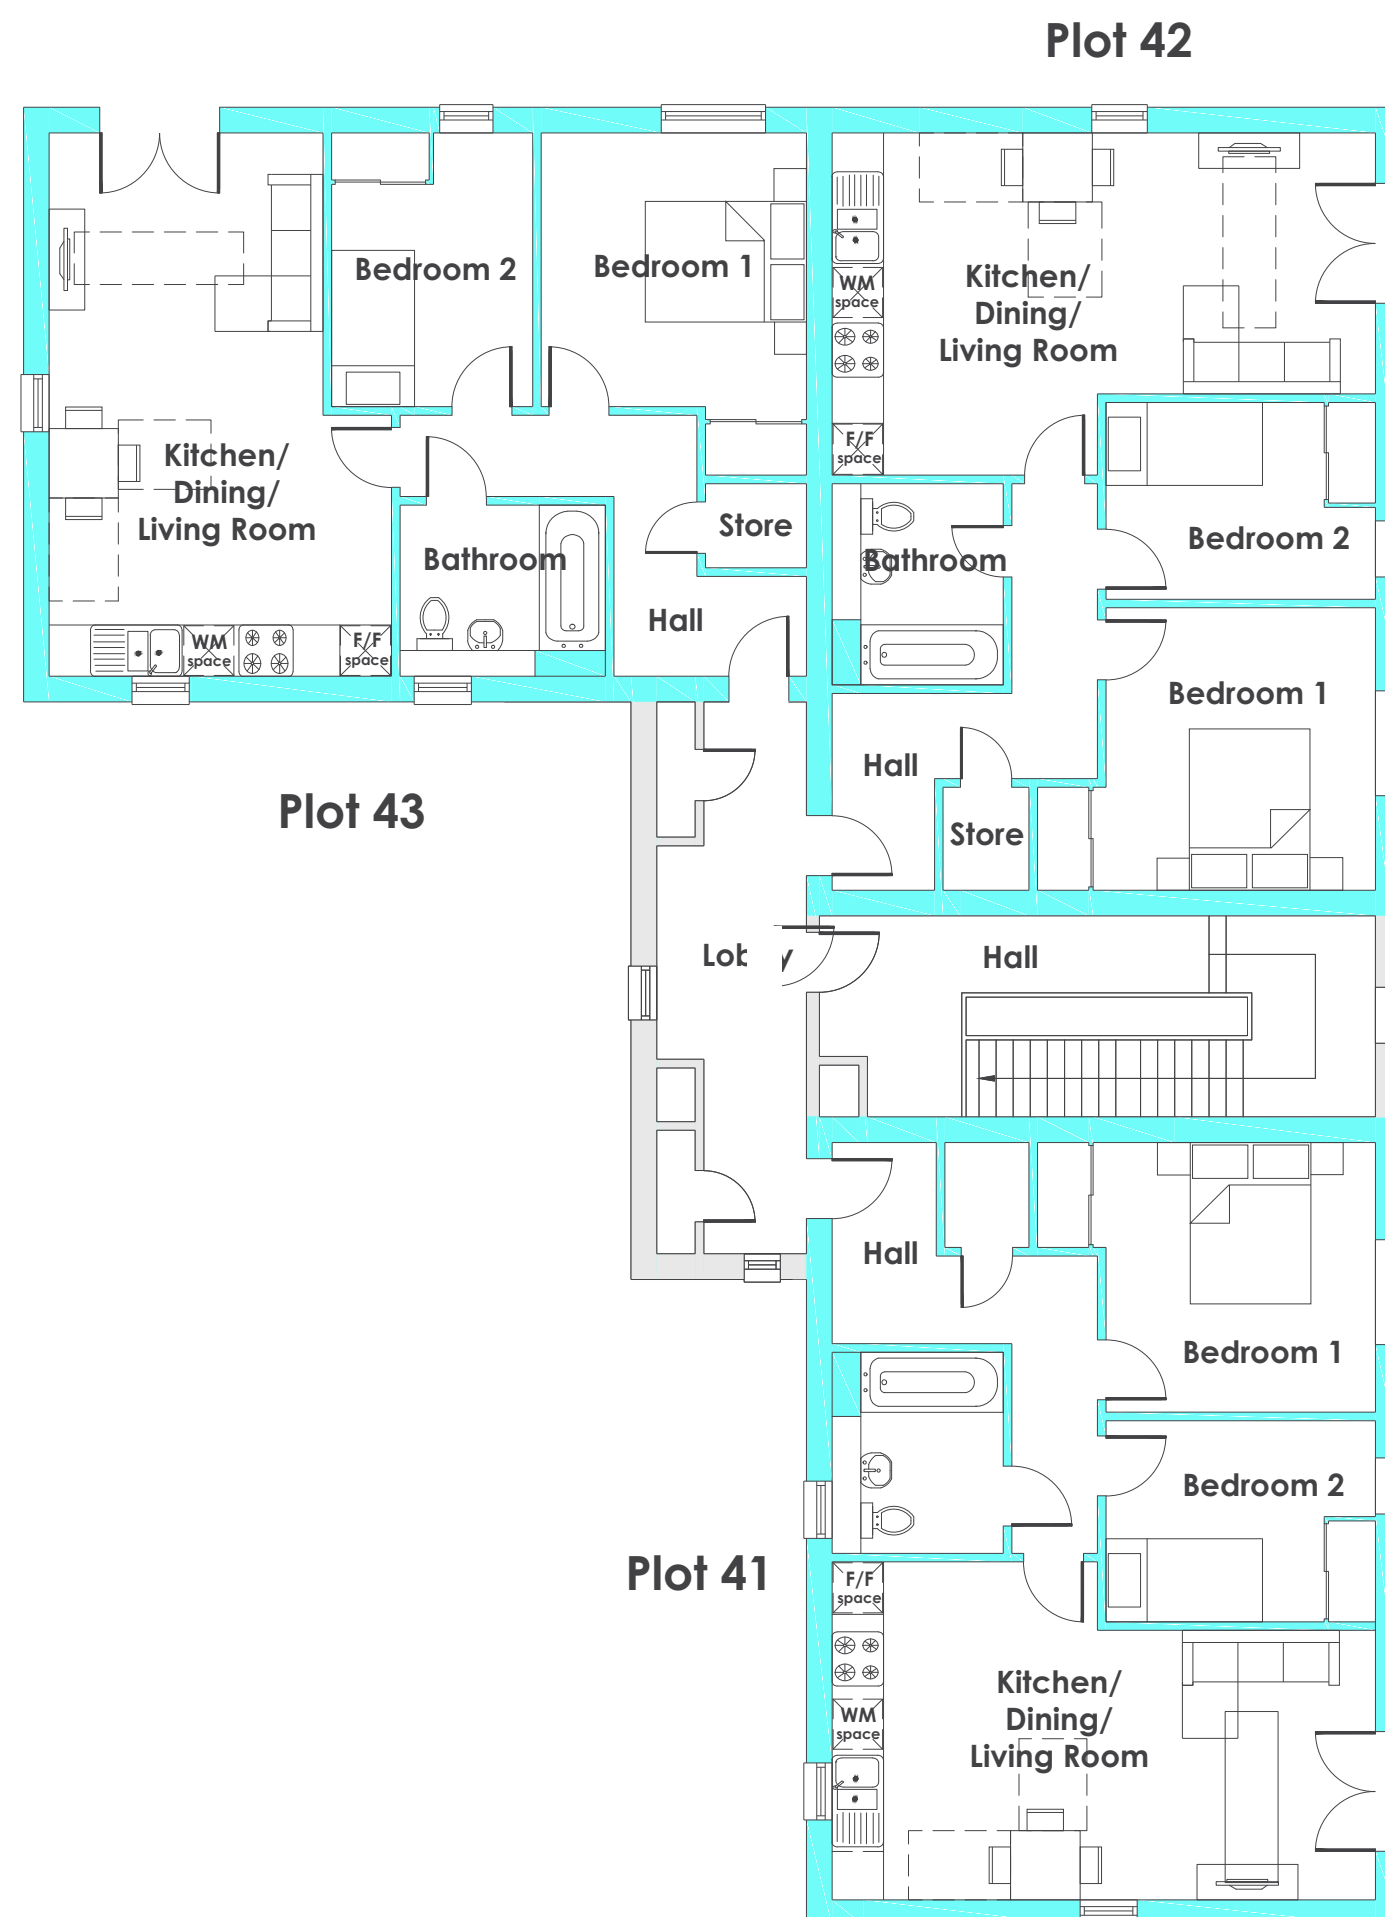 Plot 42
Bedroom 2
Bedroom 1
Kitchen/
Dining/
Living Room
WM
space
F/F
space
Kitchen/
Dining/
Living Room
Bathroom
Store
Hall
WM
space
F/F
space
Bathroom
Bedroom 2
Bedroom 1
Hall
Store
Plot 43
Lob y
Hall
Hall
Bedroom 1
Bedroom 2
Plot 41
F/F
space
WM
space
Kitchen/
Dining/
Living Room